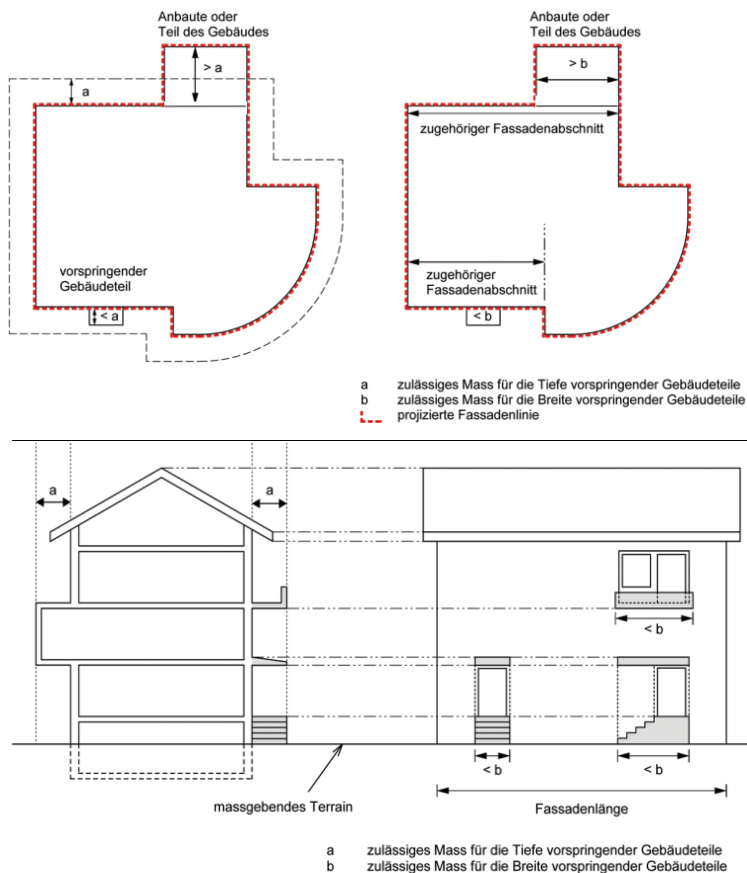 Anbaute oder
Teil des Gebäudes
> a
a
vorspringender
Gebäudeteil
< a
Anbaute oder
Teil des Gebäudes
> b
zugehöriger Fassadenabschnitt
zugehöriger
Fassadenabschnitt
< b
a zulässiges Mass für die Tiefe vorspringender Gebäudeteile
b zulässiges Mass für die Breite vorspringender Gebäudeteile
projizierte Fassadenlinie
a
a
< b
< b
< b
massgebendes Terrain
Fassadenlänge
a zulässiges Mass für die Tiefe vorspringender Gebäudeteile
b zulässiges Mass für die Breite vorspringender Gebäudeteile